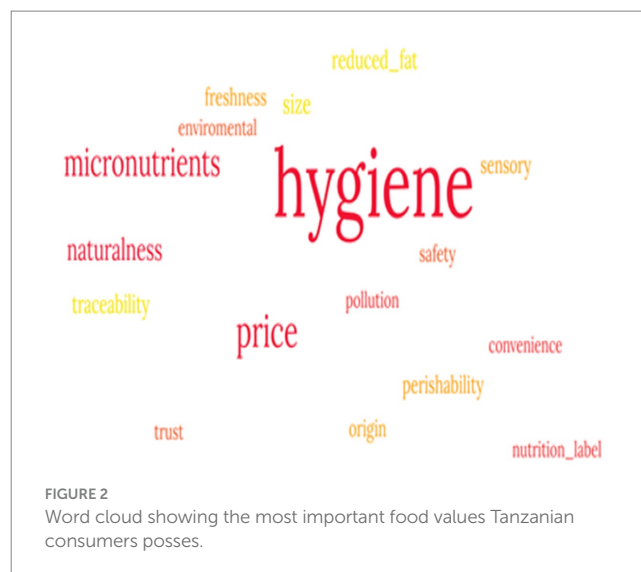 reduced_fat
freshness
size
enviromental
micronutrients
hygiene
sensory
naturalness
safety
traceability
pollution
price
convenience
perishability
trust
origin
nutrition_label
FIGURE 2
Word cloud showing the most important food values Tanzanian
consumers posses.